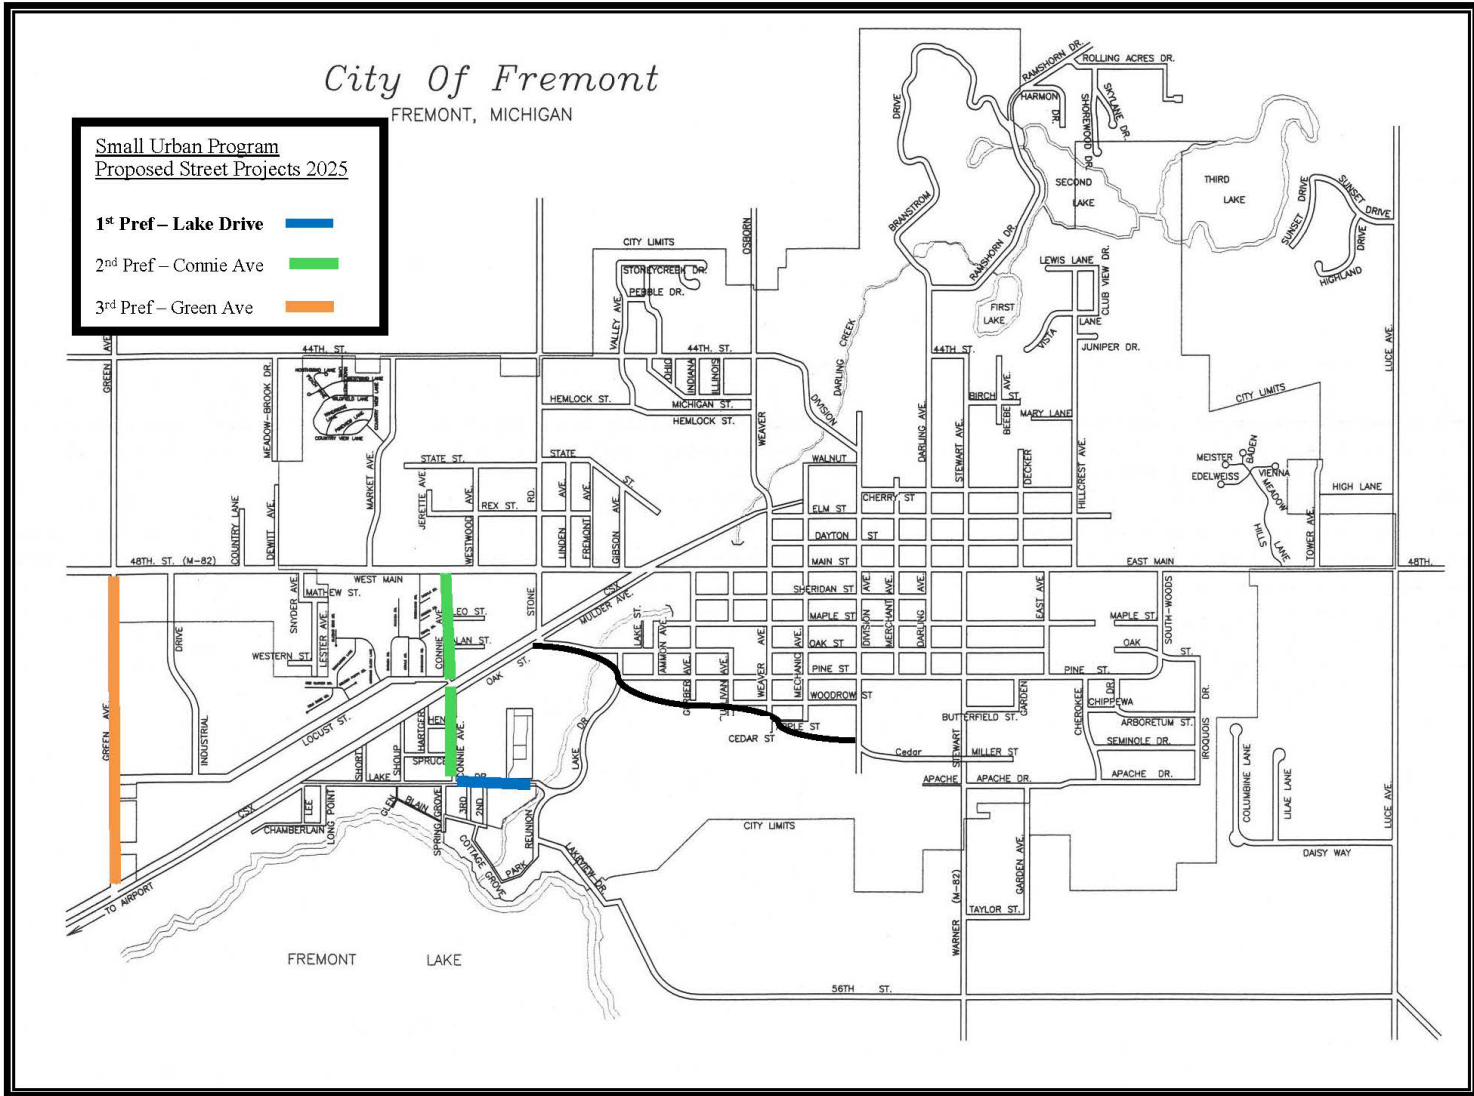 City Of Fremont
FREMONT, MICHIGAN
Small Urban Program
Proposed Street Projects 2025
1st Pref – Lake Drive
2nd Pref – Connie Ave
3rd Pref – Green Ave
RAMSHORN DR.
ROLLING ACRES DR.
HARMON DR.
SHOREWOOD DR.
SKYLANE DR.
DRIVE
BRANSTROM
RAMSHORN DR.
SECOND LAKE
THIRD LAKE
SUNSET DRIVE
SUNSET DRIVE
HIGHLAND DRIVE
LUCE AVE.
OSBORN
CITY LIMITS
STONEYCREEK DR.
PEBBLE DR.
VALLEY AVE.
LEWIS LANE
CLUB VIEW DR.
FIRST LAKE
VISTA LANE
JUNIPER DR.
GREEN AVE.
44TH. ST.
44TH. ST.
44TH ST.
MEADOW-BROOK DR.
COUNTRY VIEW LANE
OHIO
INDIANA
ILLINOIS
MICHIGAN ST.
HEMLOCK ST.
HEMLOCK ST.
WEAVER
DIVISION
DARLING CREEK
DARLING AVE.
STEWART AVE.
BIRCH ST.
BEEBE AVE.
MARY LANE
HILLCREST AVE.
DECKER
CITY LIMITS
MEISTER
BADEN
EDELWEISS
VIENNA
MEADOW HILLS LANE
HIGH LANE
TOWER AVE.
MARKET AVE.
STATE ST.
STATE ST.
JERETTE AVE.
REX ST.
WESTWOOD AVE.
RD.
LINDEN AVE.
FREMONT AVE.
GIBSON AVE.
WALNUT
CHERRY ST
ELM ST
DAYTON ST
MAIN ST
EAST MAIN
48TH.
COUNTRY LANE
DEWITT AVE.
48TH. ST. (M-82)
WEST MAIN
MATHEW ST.
SNYDER AVE.
LESTER AVE.
WESTERN ST.
CONNIE AVE.
LEO ST.
ALAN ST.
STONE
CSX
MULDER AVE.
OAK ST.
LAKE ST.
AMMON AVE.
SHERIDAN ST
MAPLE ST
OAK ST
PINE ST
WOODROW ST
APPLE ST
CEDAR ST
GERBER AVE.
SULLIVAN AVE.
WEAVER AVE
MECHANIC AVE.
DIVISION AVE.
MERCHANT AVE.
DARLING AVE.
EAST AVE
MAPLE ST
OAK ST.
PINE ST.
SOUTH-WOODS
GREEN AVE.
INDUSTRIAL DRIVE
LOCUST ST.
SHORT
SHOLIP
HARTGER
SPRUCE
CONNIE AVE.
LAKE DR
LAKE DR.
CSX
LEE
LONG POINT
CHAMBERLAIN
GLEN
BLAIN
SPRING GROVE
3RD
2ND
COTTAGE GROVE
PARK
REUNION
LAKEVIEW DR.
Cedar
MILLER ST
STEWART
BUTTERFIELD ST.
GARDEN
CHEROKEE
CHIPPEWA DR
ARBORETUM ST.
SEMINOLE DR.
APACHE DR.
IROQUOIS DR.
APACHE
APACHE DR.
COLUMBINE LANE
LILAE LANE
DAISY WAY
LUCE AVE.
CITY LIMITS
GARDEN AVE.
WARNER (M-82)
TAYLOR ST.
TO AIRPORT
FREMONT LAKE
56TH ST.